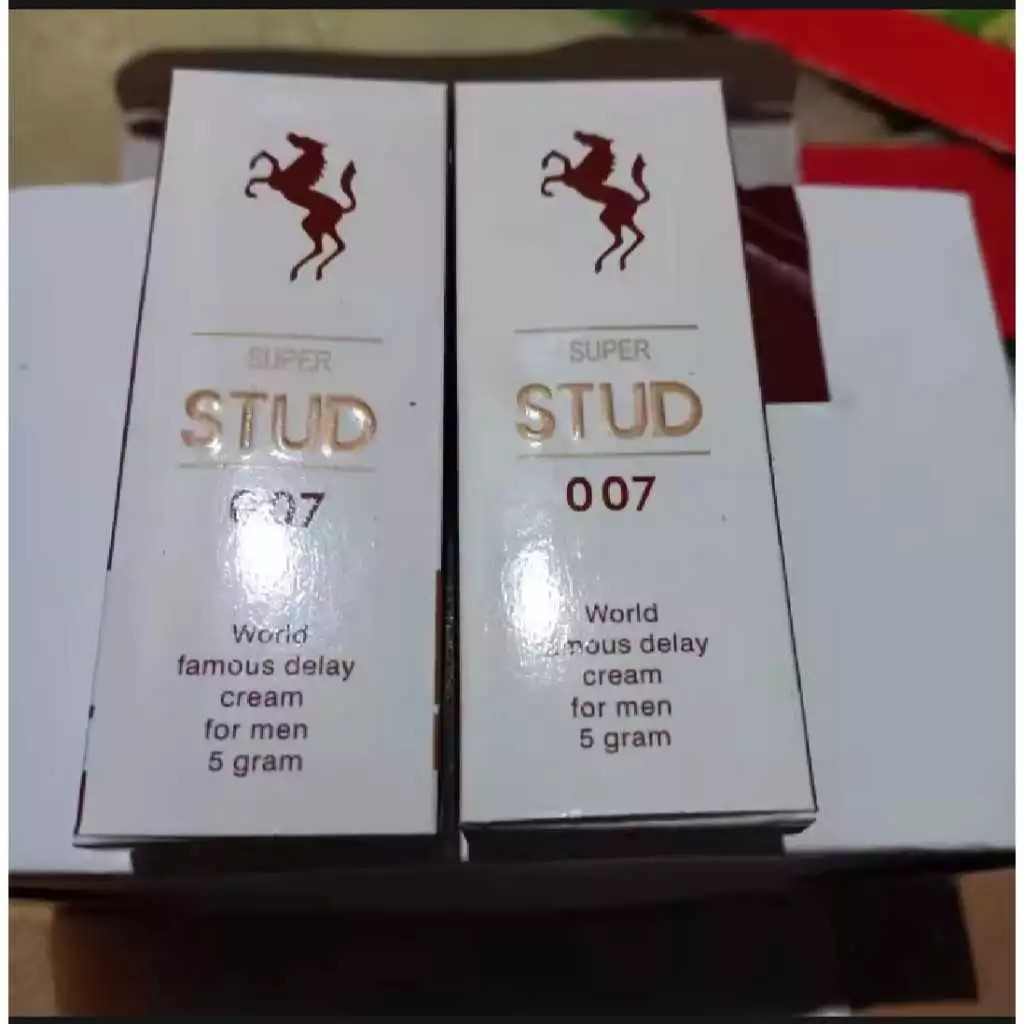 SUPER
STUD
007
World
famous delay
cream
for men
5 gram
SUPER
STUD
007
World
famous delay
cream
for men
5 gram